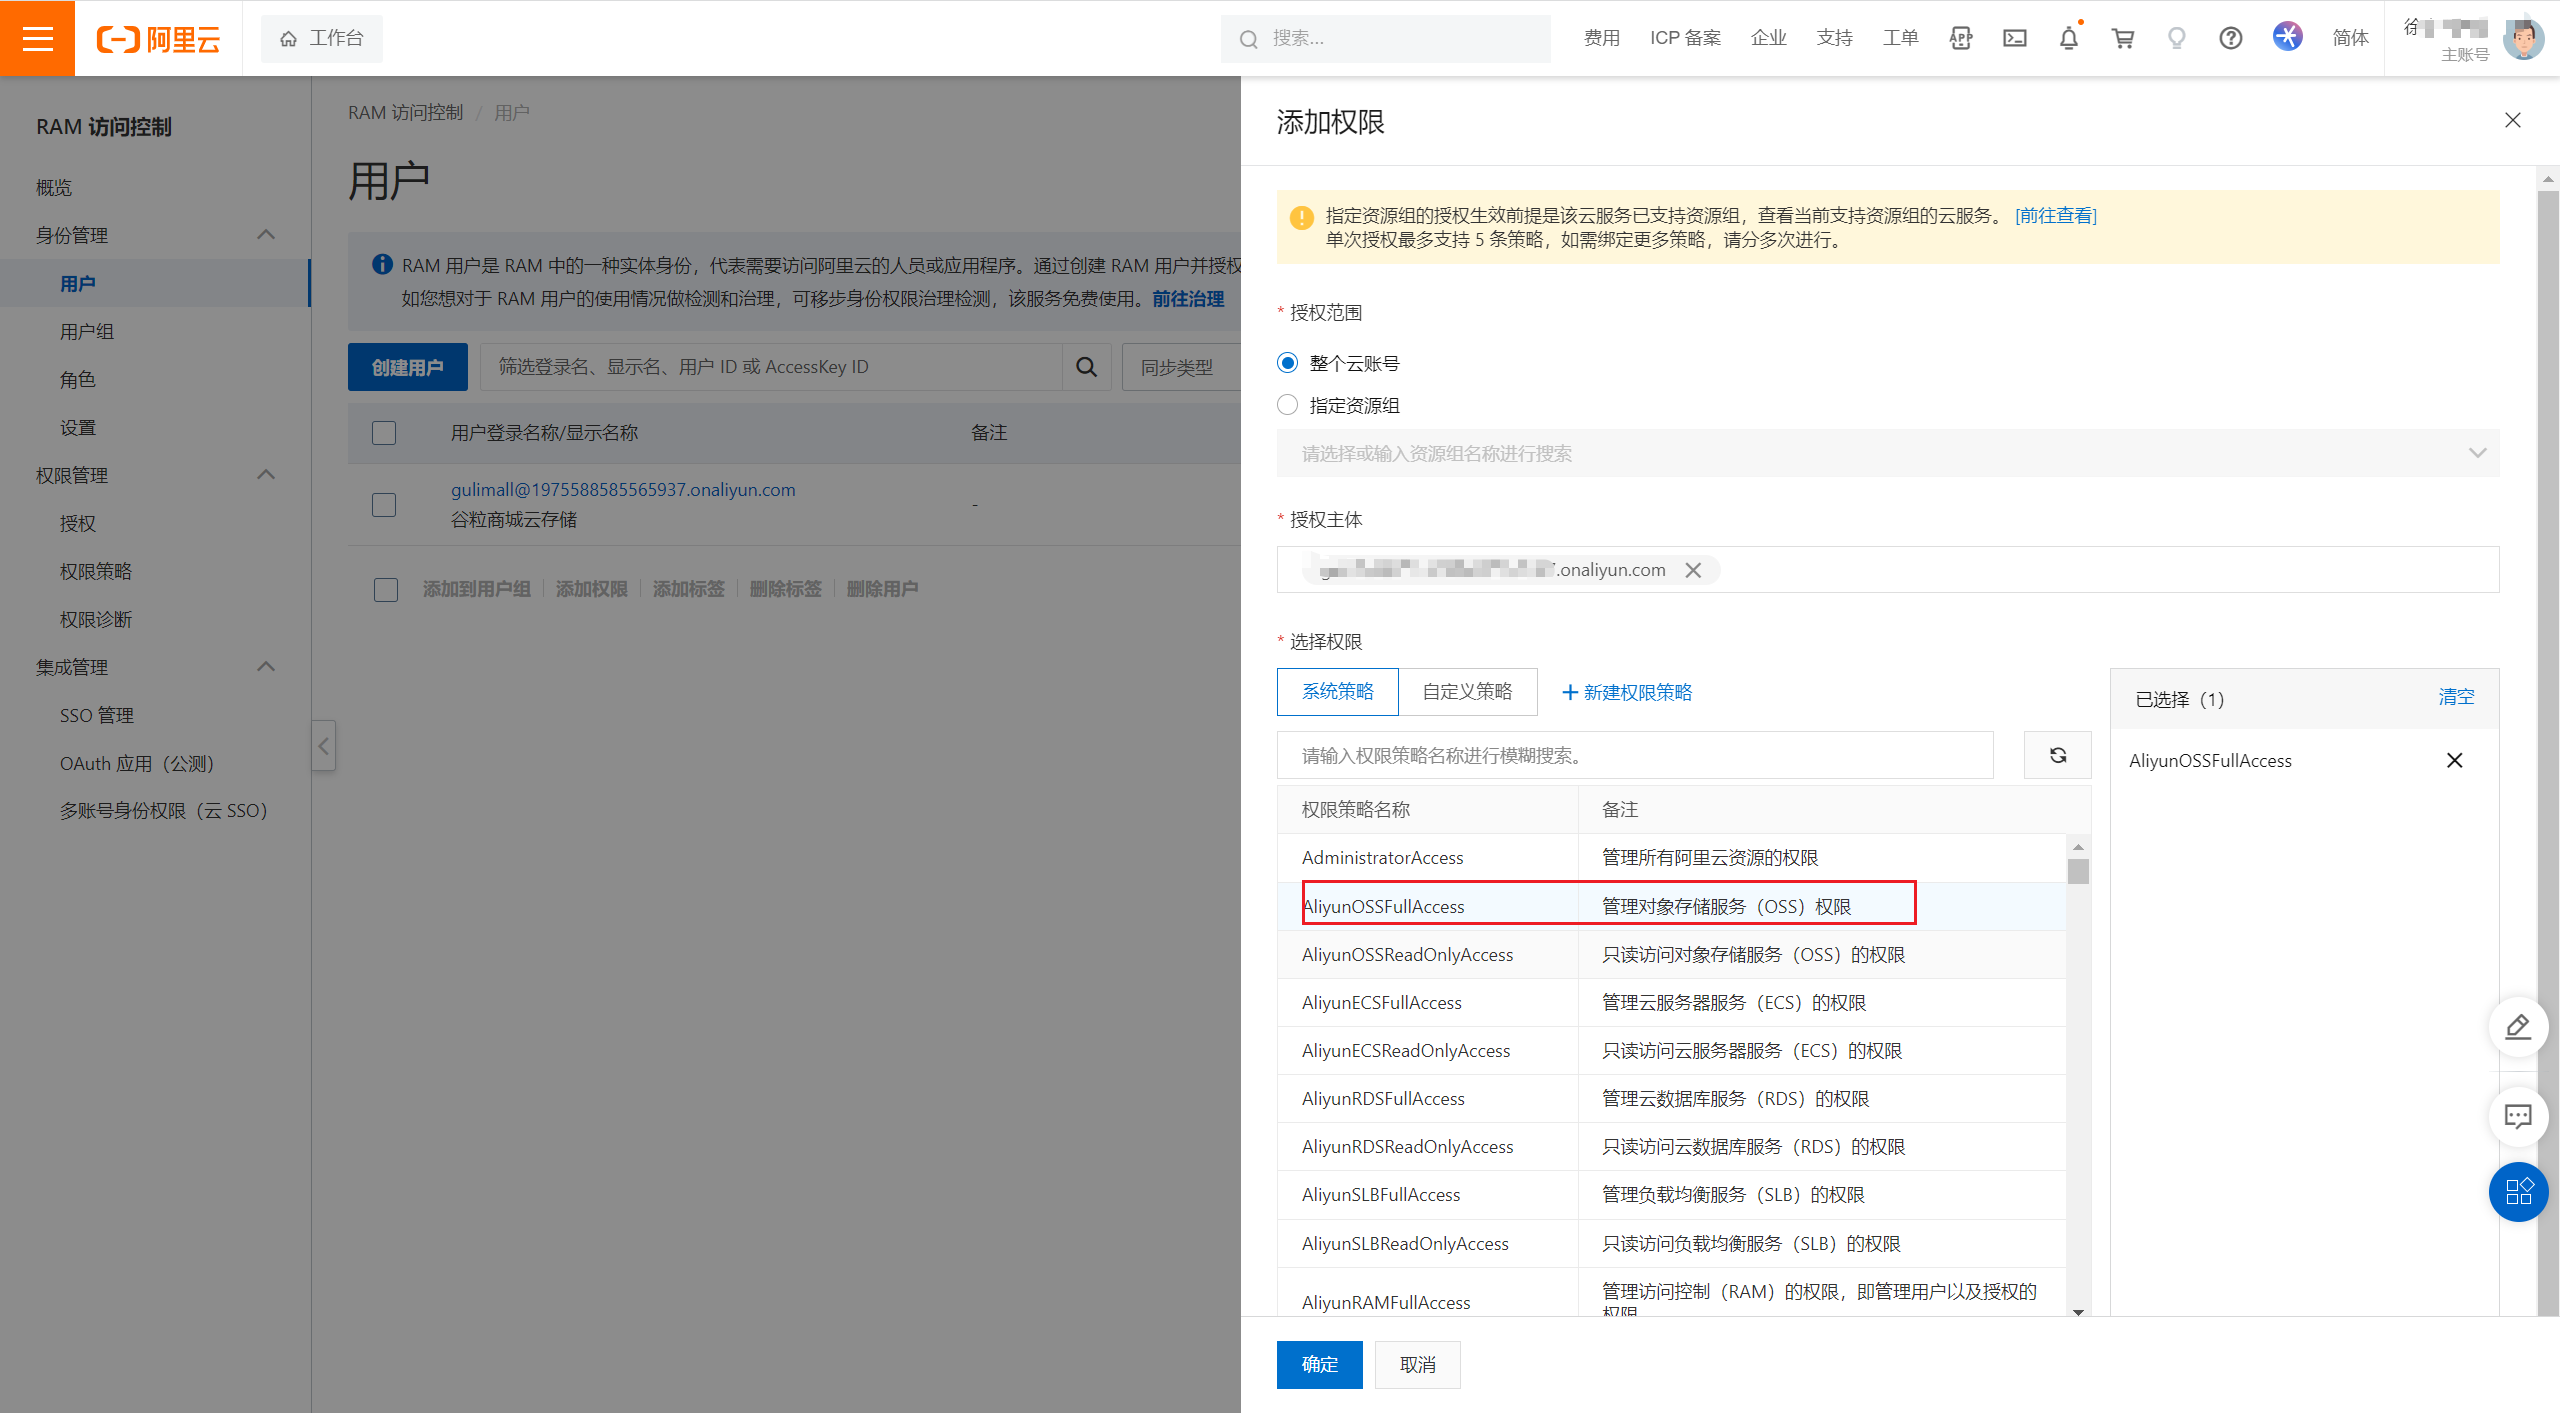 阿里云
工作台
搜索...
费用
ICP 备案
企业
支持
工单
简体
徐
主账号
RAM 访问控制
概览
身份管理
用户
用户组
角色
设置
权限管理
授权
权限策略
权限诊断
集成管理
SSO 管理
OAuth 应用（公测）
多账号身份权限（云 SSO）
RAM 访问控制 / 用户
用户
RAM 用户是 RAM 中的一种实体身份，代表需要访问阿里云的人员或应用程序。通过创建 RAM 用户并授权
如您想对于 RAM 用户的使用情况做检测和治理，可移步身份权限治理检测，该服务免费使用。前往治理
创建用户
筛选登录名、显示名、用户 ID 或 AccessKey ID
同步类型
用户登录名称/显示名称
备注
gulimall@1975588585565937.onaliyun.com
谷粒商城云存储
-
添加到用户组
添加权限
添加标签
删除标签
删除用户
添加权限
指定资源组的授权生效前提是该云服务已支持资源组，查看当前支持资源组的云服务。 [前往查看]
单次授权最多支持 5 条策略，如需绑定更多策略，请分多次进行。
* 授权范围
整个云账号
指定资源组
请选择或输入资源组名称进行搜索
* 授权主体
.onaliyun.com
* 选择权限
系统策略
自定义策略
+ 新建权限策略
请输入权限策略名称进行模糊搜索。
权限策略名称 备注
AdministratorAccess 管理所有阿里云资源的权限
AliyunOSSFullAccess 管理对象存储服务（OSS）权限
AliyunOSSReadOnlyAccess 只读访问对象存储服务（OSS）的权限
AliyunECSFullAccess 管理云服务器服务（ECS）的权限
AliyunECSReadOnlyAccess 只读访问云服务器服务（ECS）的权限
AliyunRDSFullAccess 管理云数据库服务（RDS）的权限
AliyunRDSReadOnlyAccess 只读访问云数据库服务（RDS）的权限
AliyunSLBFullAccess 管理负载均衡服务（SLB）的权限
AliyunSLBReadOnlyAccess 只读访问负载均衡服务（SLB）的权限
AliyunRAMFullAccess 管理访问控制（RAM）的权限，即管理用户以及授权的
权限
已选择（1）
清空
AliyunOSSFullAccess
确定
取消